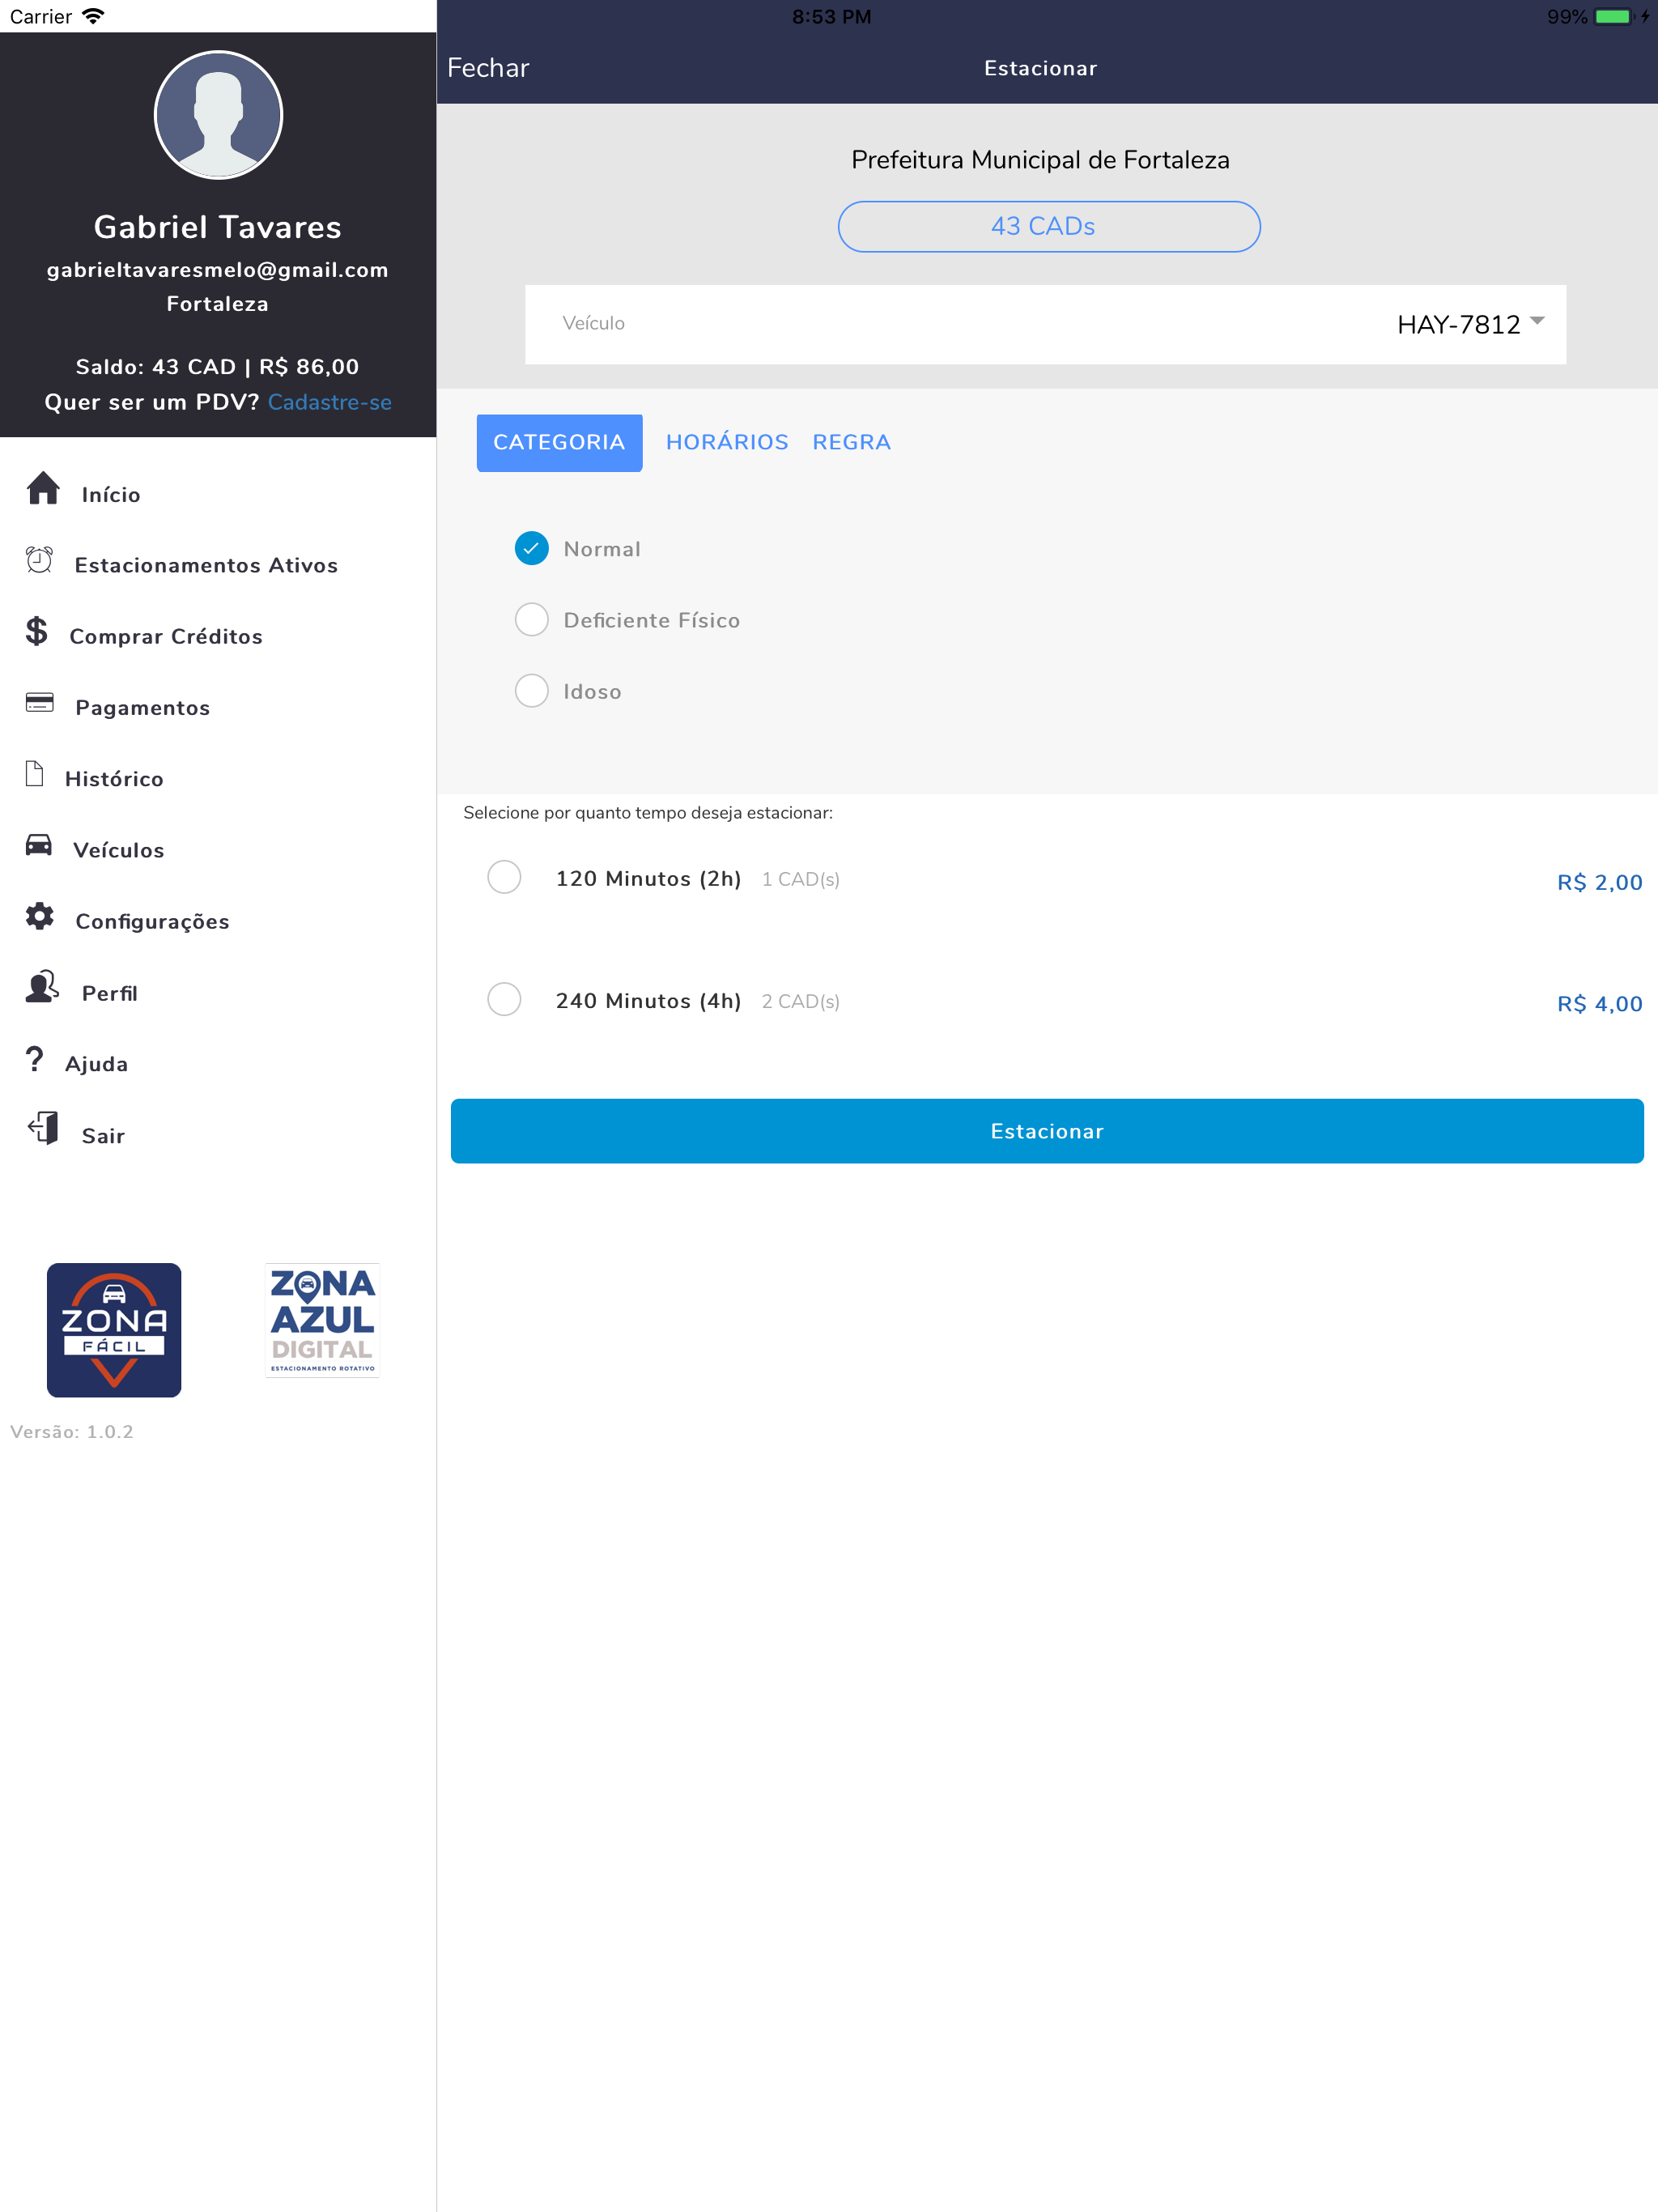 Carrier
8:53 PM
99%
Gabriel Tavares
gabrieltavaresmelo@gmail.com
Fortaleza
Saldo: 43 CAD | R$ 86,00
Quer ser um PDV? Cadastre-se
Início
Estacionamentos Ativos
Comprar Créditos
Pagamentos
Histórico
Veículos
Configurações
Perfil
Ajuda
Sair
ZONA
FÁCIL
ZONA
AZUL
DIGITAL
ESTACIONAMENTO ROTATIVO
Versão: 1.0.2
Fechar
Estacionar
Prefeitura Municipal de Fortaleza
43 CADs
Veículo HAY-7812
CATEGORIA HORÁRIOS REGRA
Normal
Deficiente Físico
Idoso
Selecione por quanto tempo deseja estacionar:
120 Minutos (2h) 1 CAD(s) R$ 2,00
240 Minutos (4h) 2 CAD(s) R$ 4,00
Estacionar